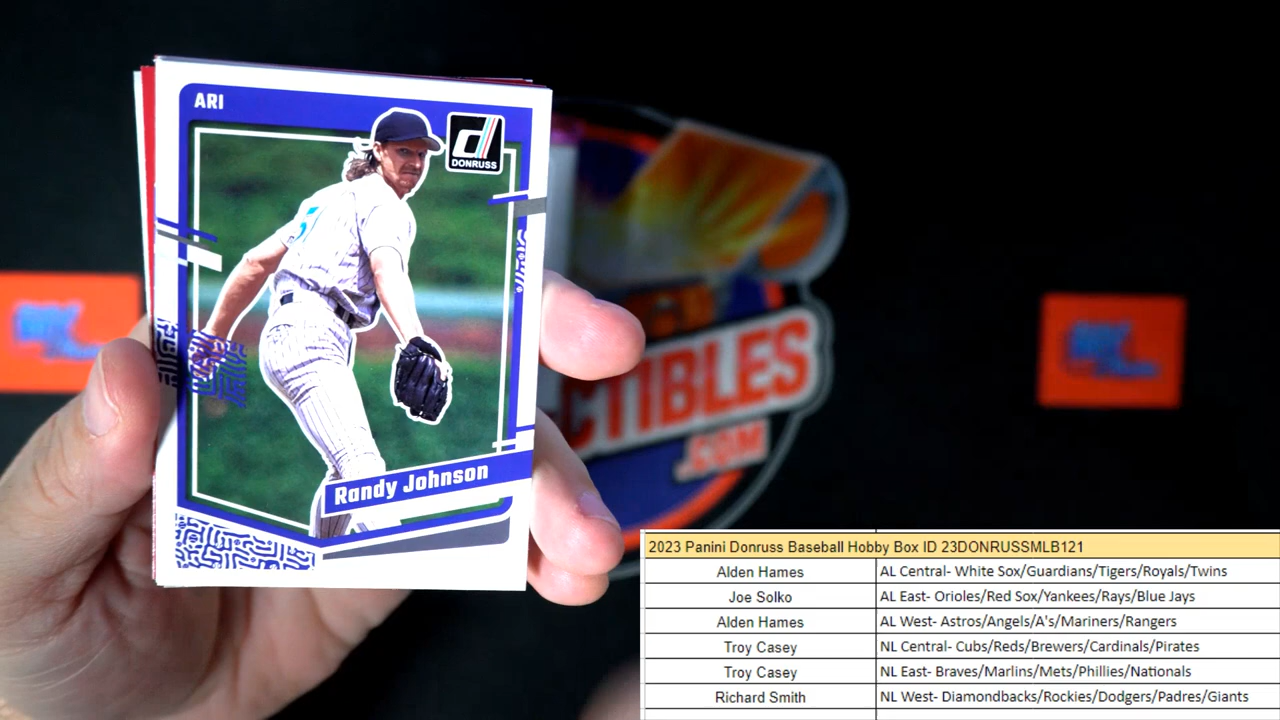 ARI
DONRUSS
51
Randy Johnson
CTIBLES
.COM
2023 Panini Donruss Baseball Hobby Box ID 23DONRUSSMLB121
Alden Hames AL Central- White Sox/Guardians/Tigers/Royals/Twins
Joe Solko AL East- Orioles/Red Sox/Yankees/Rays/Blue Jays
Alden Hames AL West- Astros/Angels/A's/Mariners/Rangers
Troy Casey NL Central- Cubs/Reds/Brewers/Cardinals/Pirates
Troy Casey NL East- Braves/Marlins/Mets/Phillies/Nationals
Richard Smith NL West- Diamondbacks/Rockies/Dodgers/Padres/Giants